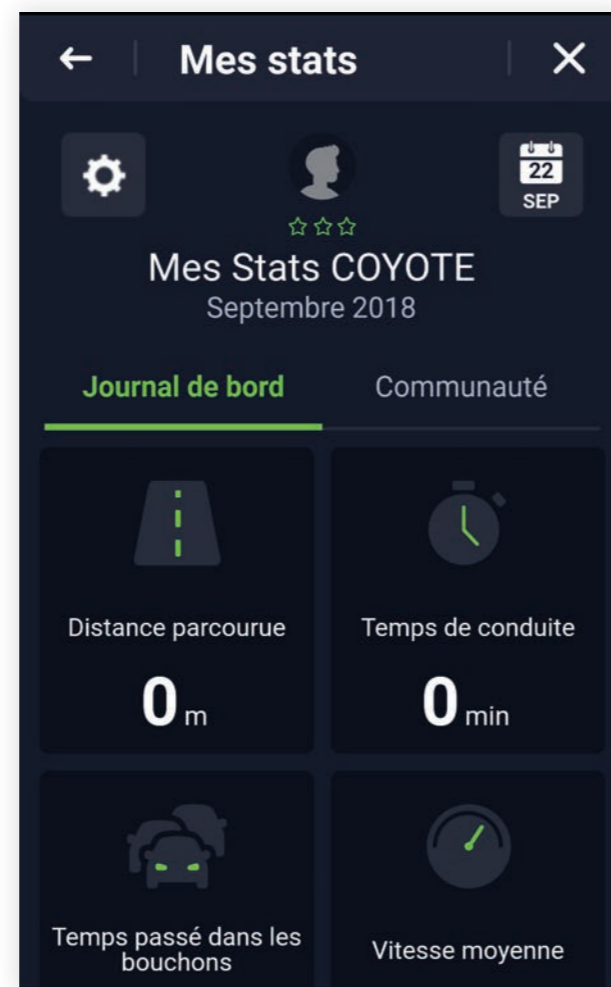 Mes stats
22
SEP
Mes Stats COYOTE
Septembre 2018
Journal de bord
Communauté
Distance parcourue
Temps de conduite
0 m
0 min
Temps passé dans les
bouchons
Vitesse moyenne